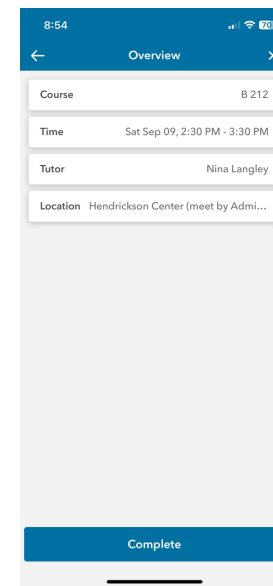 8:54
70
Overview
Course B 212
Time Sat Sep 09, 2:30 PM - 3:30 PM
Tutor Nina Langley
Location Hendrickson Center (meet by Admi...
Complete